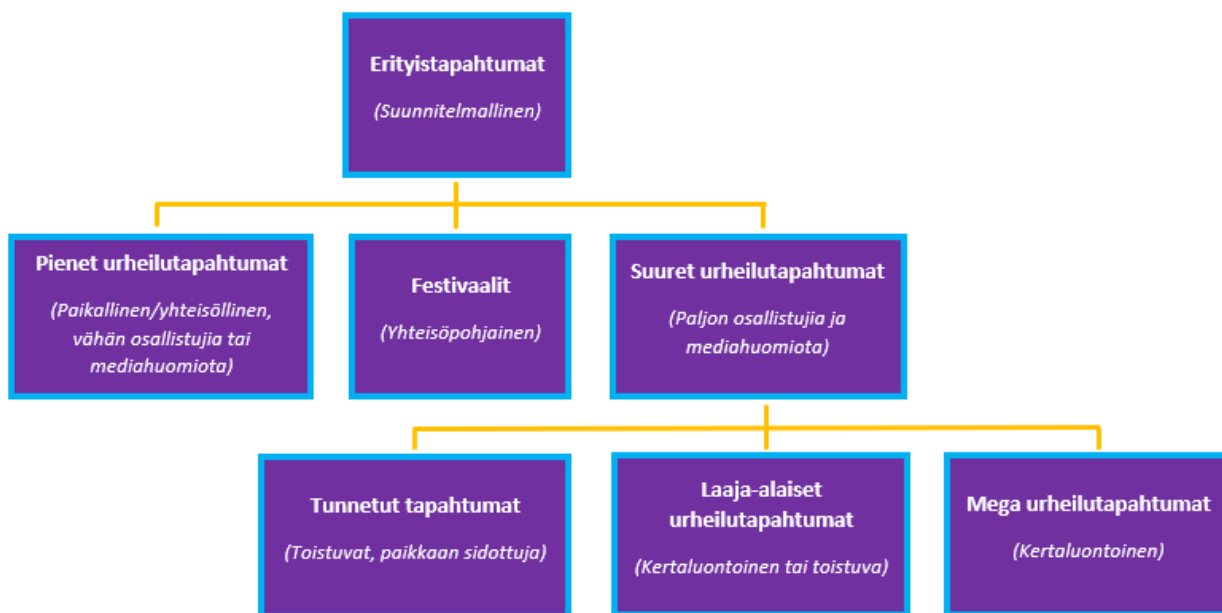 Erityistapahtumat
(Suunnitelmallinen)
Pienet urheilutapahtumat
(Paikallinen/yhteisöllinen,
vähän osallistujia tai
mediahuomiota)
Festivaalit
(Yhteisöpohjainen)
Suuret urheilutapahtumat
(Paljon osallistujia ja
mediahuomiota)
Tunnetut tapahtumat
(Toistuvat, paikkaan sidottuja)
Laaja-alaiset
urheilutapahtumat
(Kertaluontoinen tai toistuva)
Mega urheilutapahtumat
(Kertaluontoinen)